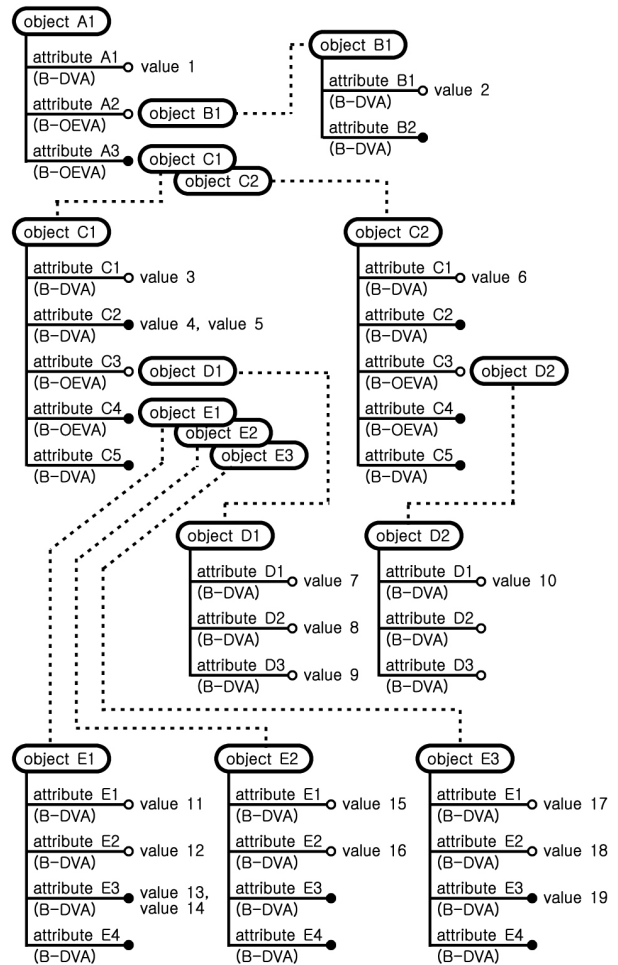 object A1
attribute A1 value 1
(B-DVA)
attribute A2 object B1
(B-OEVA)
attribute A3 object C1
(B-OEVA) object C2
object B1
attribute B1 value 2
(B-DVA)
attribute B2
(B-DVA)
object C1
attribute C1 value 3
(B-DVA)
attribute C2 value 4, value 5
(B-DVA)
attribute C3 object D1
(B-OEVA)
attribute C4 object E1
(B-OEVA) object E2
object E3
attribute C5
(B-DVA)
object C2
attribute C1 value 6
(B-DVA)
attribute C2
(B-DVA)
attribute C3 object D2
(B-OEVA)
attribute C4
(B-OEVA)
attribute C5
(B-DVA)
object D1
attribute D1 value 7
(B-DVA)
attribute D2 value 8
(B-DVA)
attribute D3 value 9
(B-DVA)
object D2
attribute D1 value 10
(B-DVA)
attribute D2
(B-DVA)
attribute D3
(B-DVA)
object E1
attribute E1 value 11
(B-DVA)
attribute E2 value 12
(B-DVA)
attribute E3 value 13,
(B-DVA) value 14
attribute E4
(B-DVA)
object E2
attribute E1 value 15
(B-DVA)
attribute E2 value 16
(B-DVA)
attribute E3
(B-DVA)
attribute E4
(B-DVA)
object E3
attribute E1 value 17
(B-DVA)
attribute E2 value 18
(B-DVA)
attribute E3 value 19
(B-DVA)
attribute E4
(B-DVA)